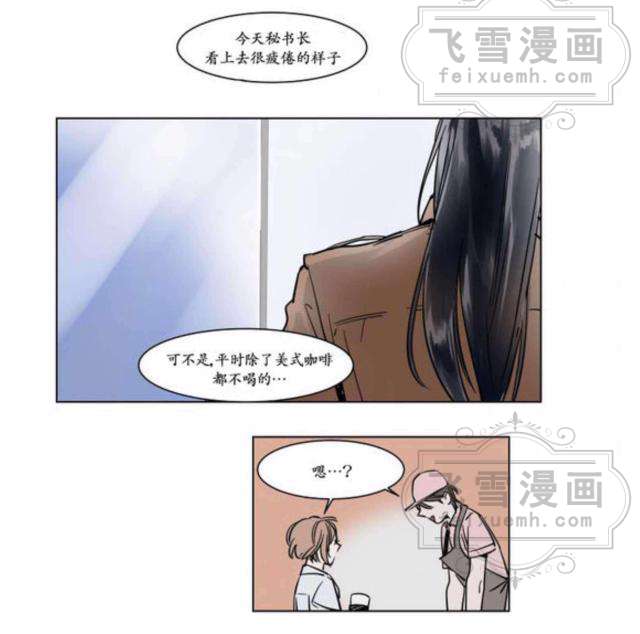 今天秘书长
看上去很疲倦的样子
飞雪漫画
feixuemh.com
可不是,平时除了美式咖啡
都不喝的…
嗯…?
飞雪漫画
feixuemh.com